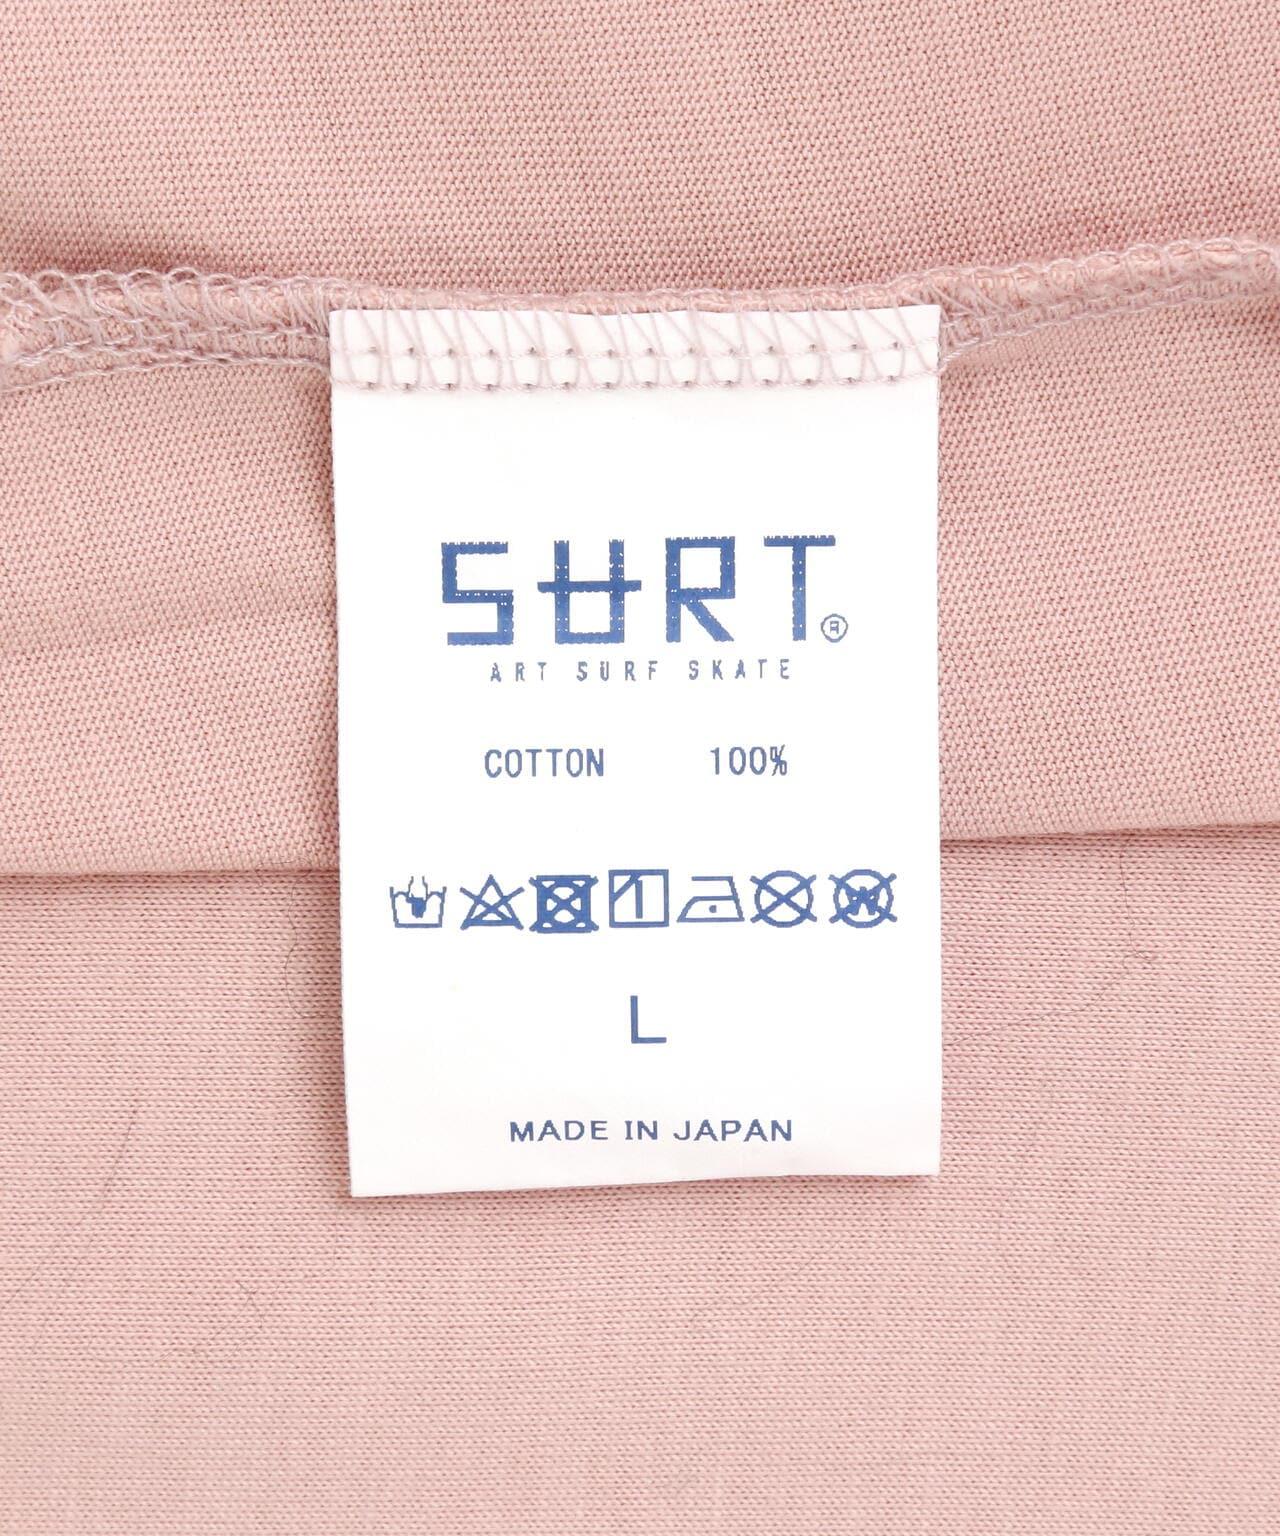 SURT®
ART SURF SKATE
COTTON 100%
L
MADE IN JAPAN